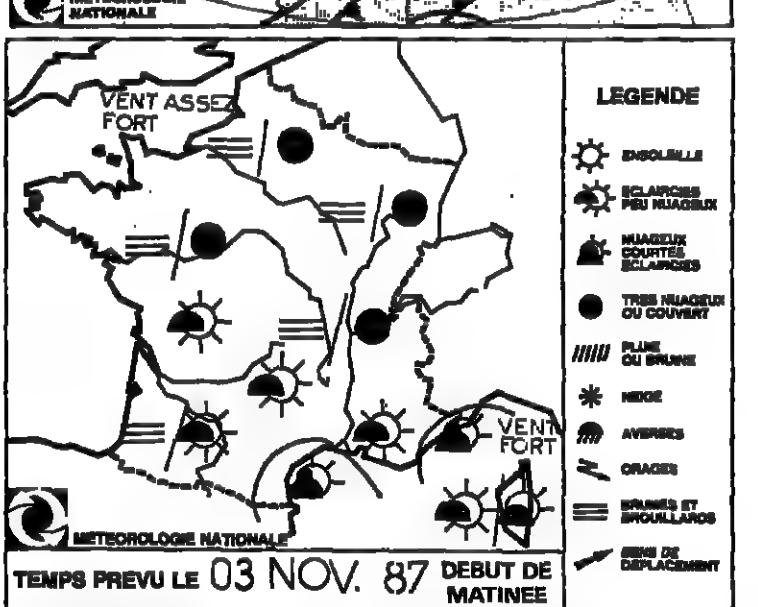 METEOROLOGIE
NATIONALE
VENT ASSEZ
FORT
VENT
FORT
METEOROLOGIE NATIONALE
TEMPS PREVU LE 03 NOV. 87 DEBUT DE
MATINEE
LEGENDE
ENSOLEILLE
ECLAIRCIES
PEU NUAGEUX
NUAGEUX
COURTES
ECLAIRCIES
TRES NUAGEUX
OU COUVERT
PLUIE
OU BRUINE
NEIGE
AVERSES
ORAGES
BRUMES ET
BROUILLARDS
SENS DE
DEPLACEMENT